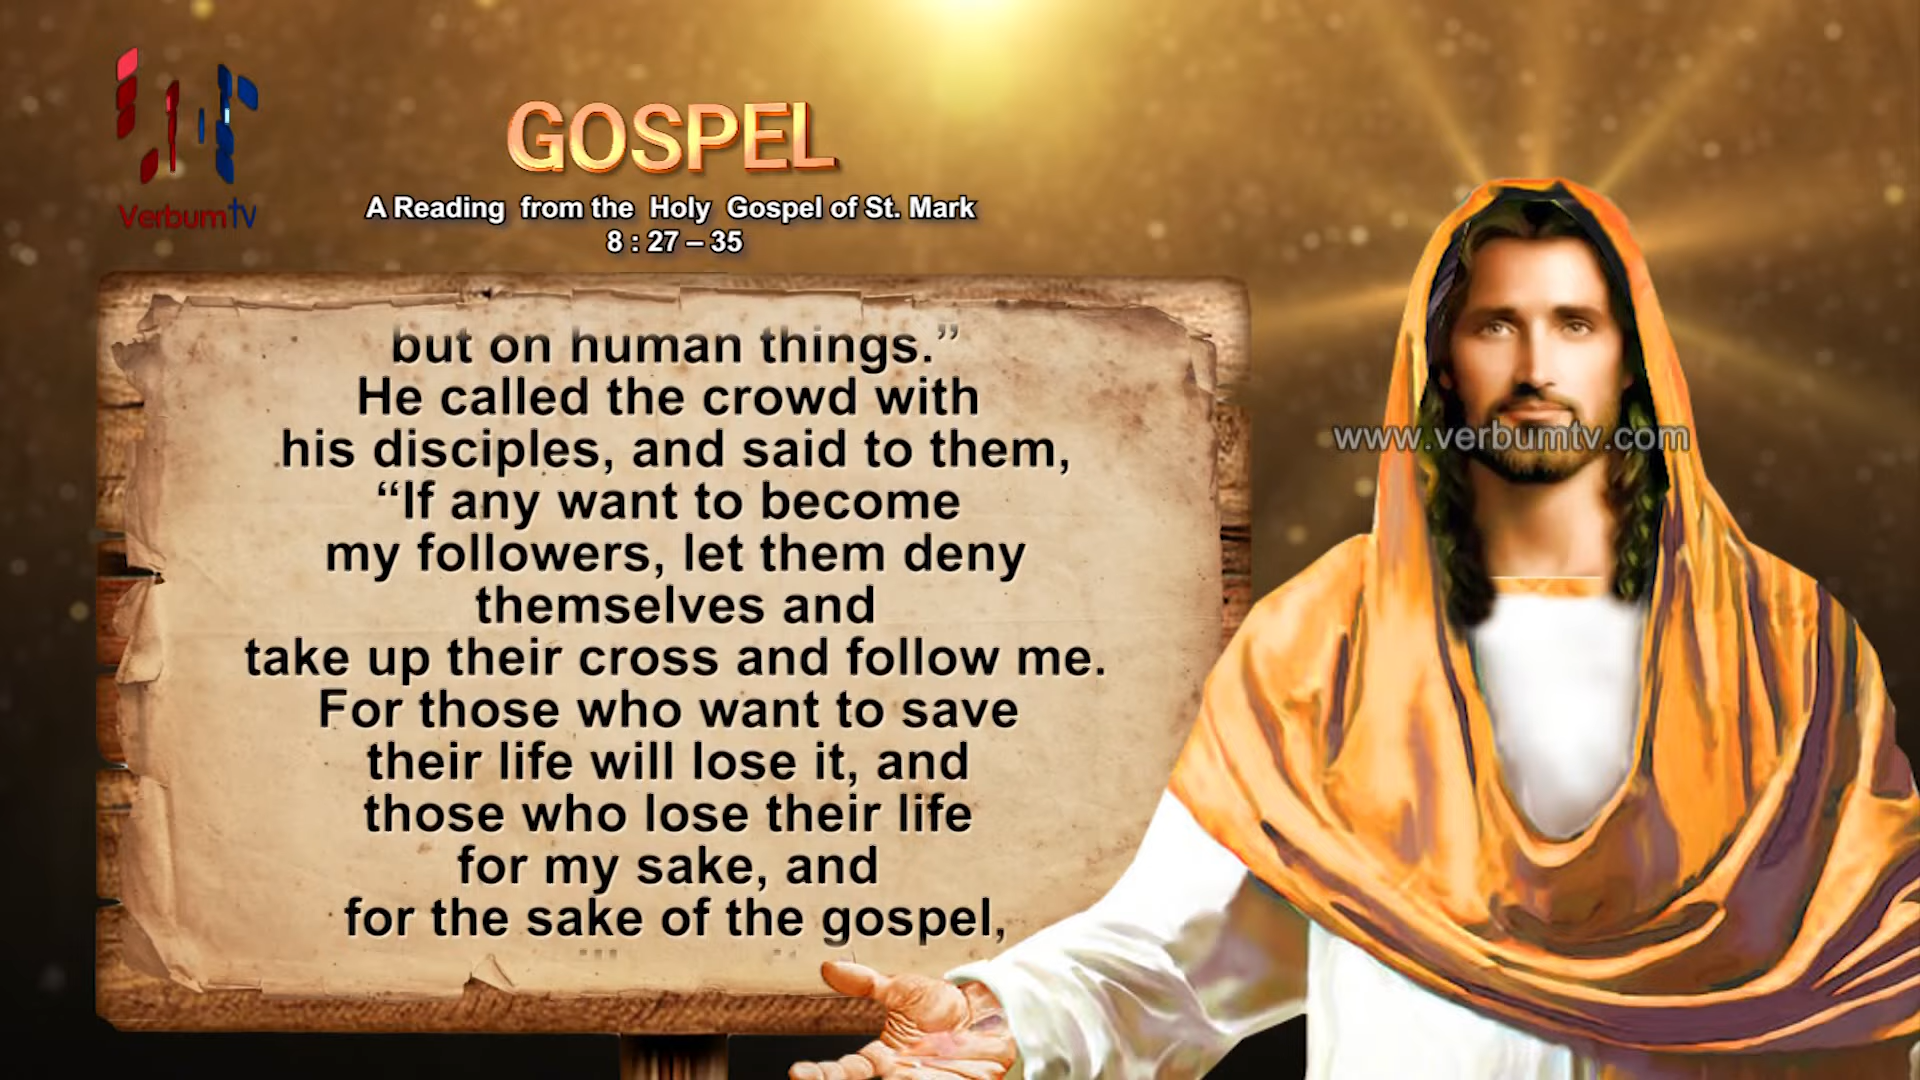 VerbumTV
GOSPEL
A Reading from the Holy Gospel of St. Mark
8 : 27 – 35
but on human things.”
He called the crowd with
his disciples, and said to them,
“If any want to become
my followers, let them deny
themselves and
take up their cross and follow me.
For those who want to save
their life will lose it, and
those who lose their life
for my sake, and
for the sake of the gospel,
www.verbumtv.com